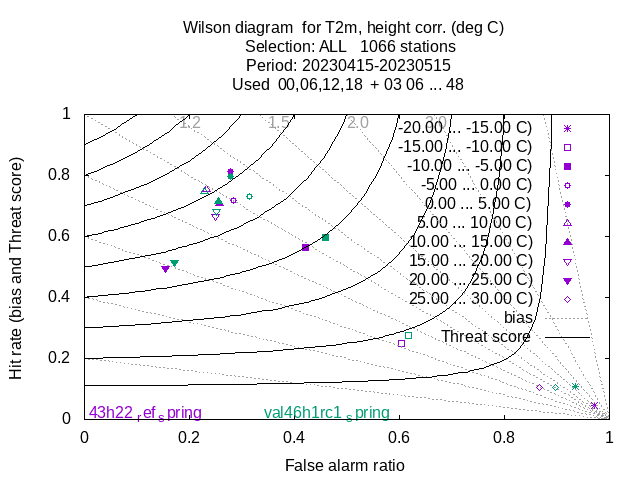 Wilson diagram for T2m, height corr. (deg C)
Selection: ALL 1066 stations
Period: 20230415-20230515
Used 00,06,12,18 + 03 06 ... 48
1
0.8
0.6
0.4
0.2
0
Hit rate (bias and Threat score)
1.2
1.5
2.0
3.0
-20.00 ... -15.00 C)
-15.00 ... -10.00 C)
-10.00 ... -5.00 C)
-5.00 ... 0.00 C)
0.00 ... 5.00 C)
5.00 ... 10.00 C)
10.00 ... 15.00 C)
15.00 ... 20.00 C)
20.00 ... 25.00 C)
25.00 ... 30.00 C)
bias
Threat score
43h22_ref_spring
val46h1rc1_spring
0
0.2
0.4
0.6
0.8
1
False alarm ratio